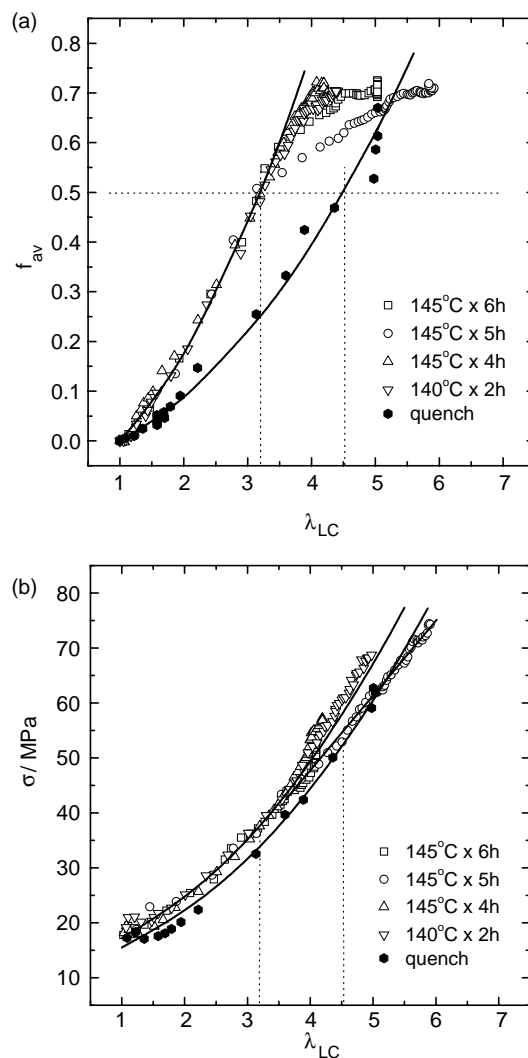 (a)
0.8
0.7
0.6
0.5
0.4
0.3
0.2
0.1
0.0
f_av
145°C x 6h
145°C x 5h
145°C x 4h
140°C x 2h
quench
1 2 3 4 5 6 7
λ_LC
(b)
80
70
60
50
40
30
20
10
σ/ MPa
145°C x 6h
145°C x 5h
145°C x 4h
140°C x 2h
quench
1 2 3 4 5 6 7
λ_LC